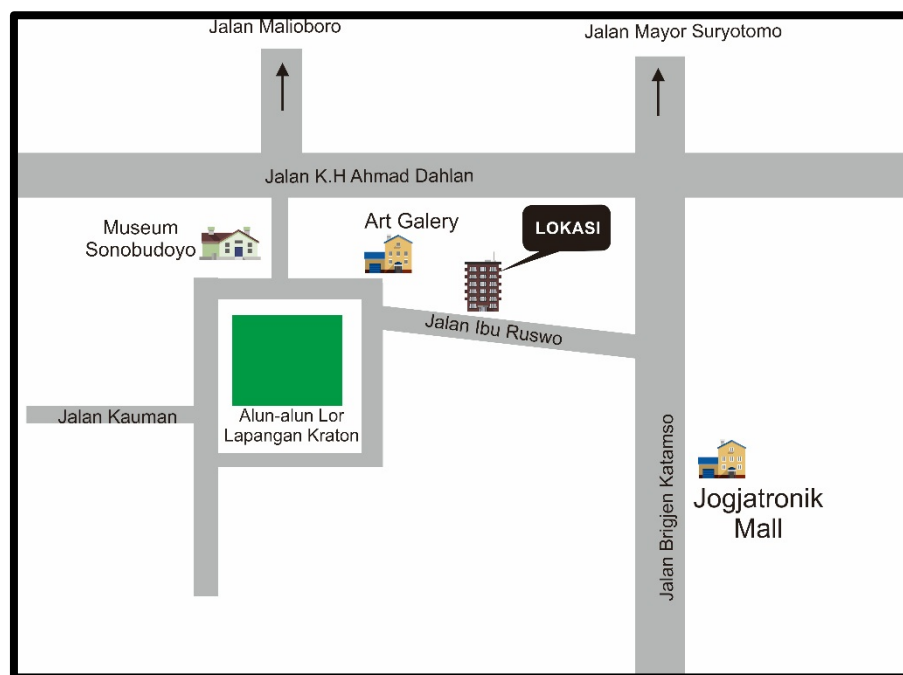 Jalan Malioboro
Jalan Mayor Suryotomo
Jalan K.H Ahmad Dahlan
Museum
Sonobudoyo
Art Galery
LOKASI
Jalan Ibu Ruswo
Jalan Kauman
Alun-alun Lor
Lapangan Kraton
Jalan Brigjen Katamso
Jogjatronik
Mall